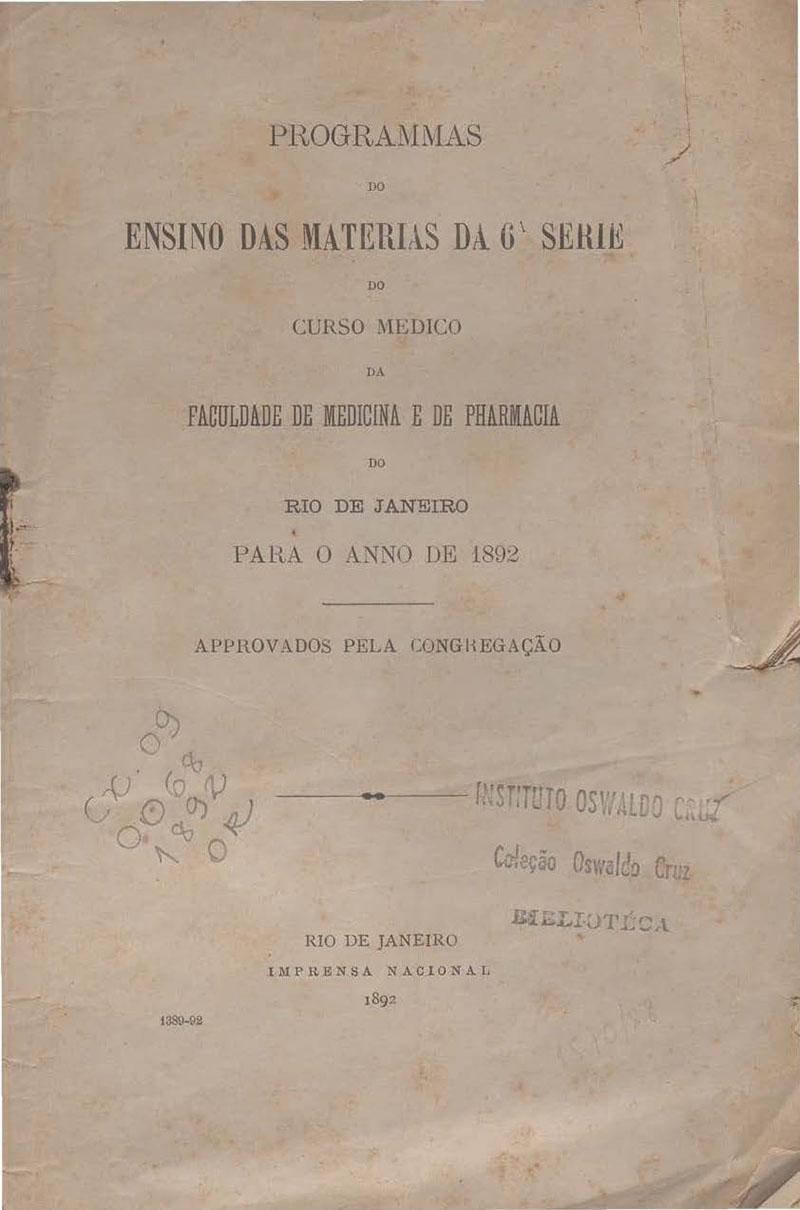 PROGRAMMAS
DO
ENSINO DAS MATERIAS DA 6ª SERIE
DO
CURSO MEDICO
DA
FACULDADE DE MEDICINA E DE PHARMACIA
DO
RIO DE JANEIRO
PARA O ANNO DE 1892
APPROVADOS PELA CONGREGAÇÃO
INSTITUTO OSWALDO CRUZ
Coleção Oswaldo Cruz
BIBLIOTÉCA
RIO DE JANEIRO
IMPRENSA NACIONAL
1892
1389-92